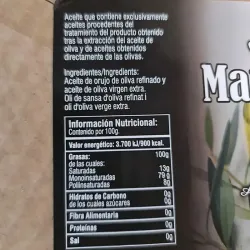 Aceite que contiene exclusivamente
aceites procedentes del
tratamiento del producto obtenido
tras la extracción del aceite de
oliva y de aceites obtenidos
directamente de las olivas.
Ingredientes/Ingredients:
Aceite de orujo de oliva refinado y
aceite de oliva virgen extra.
Oli de sansa d'oliva refinat i
oli d'oliva verge extra.
Información Nutricional:
Contenido por 100g.
Valor energético: 3.700 kJ/900 kcal.
Grasas: 100g
de las cuales:
Saturadas 13g
Monoinsaturadas 79 g
Poliinsaturadas 8g
Hidratos de Carbono 0g
de los cuales azúcares 0g
Fibra Alimentaria 0g
Proteínas 0g
Sal 0g
Ma